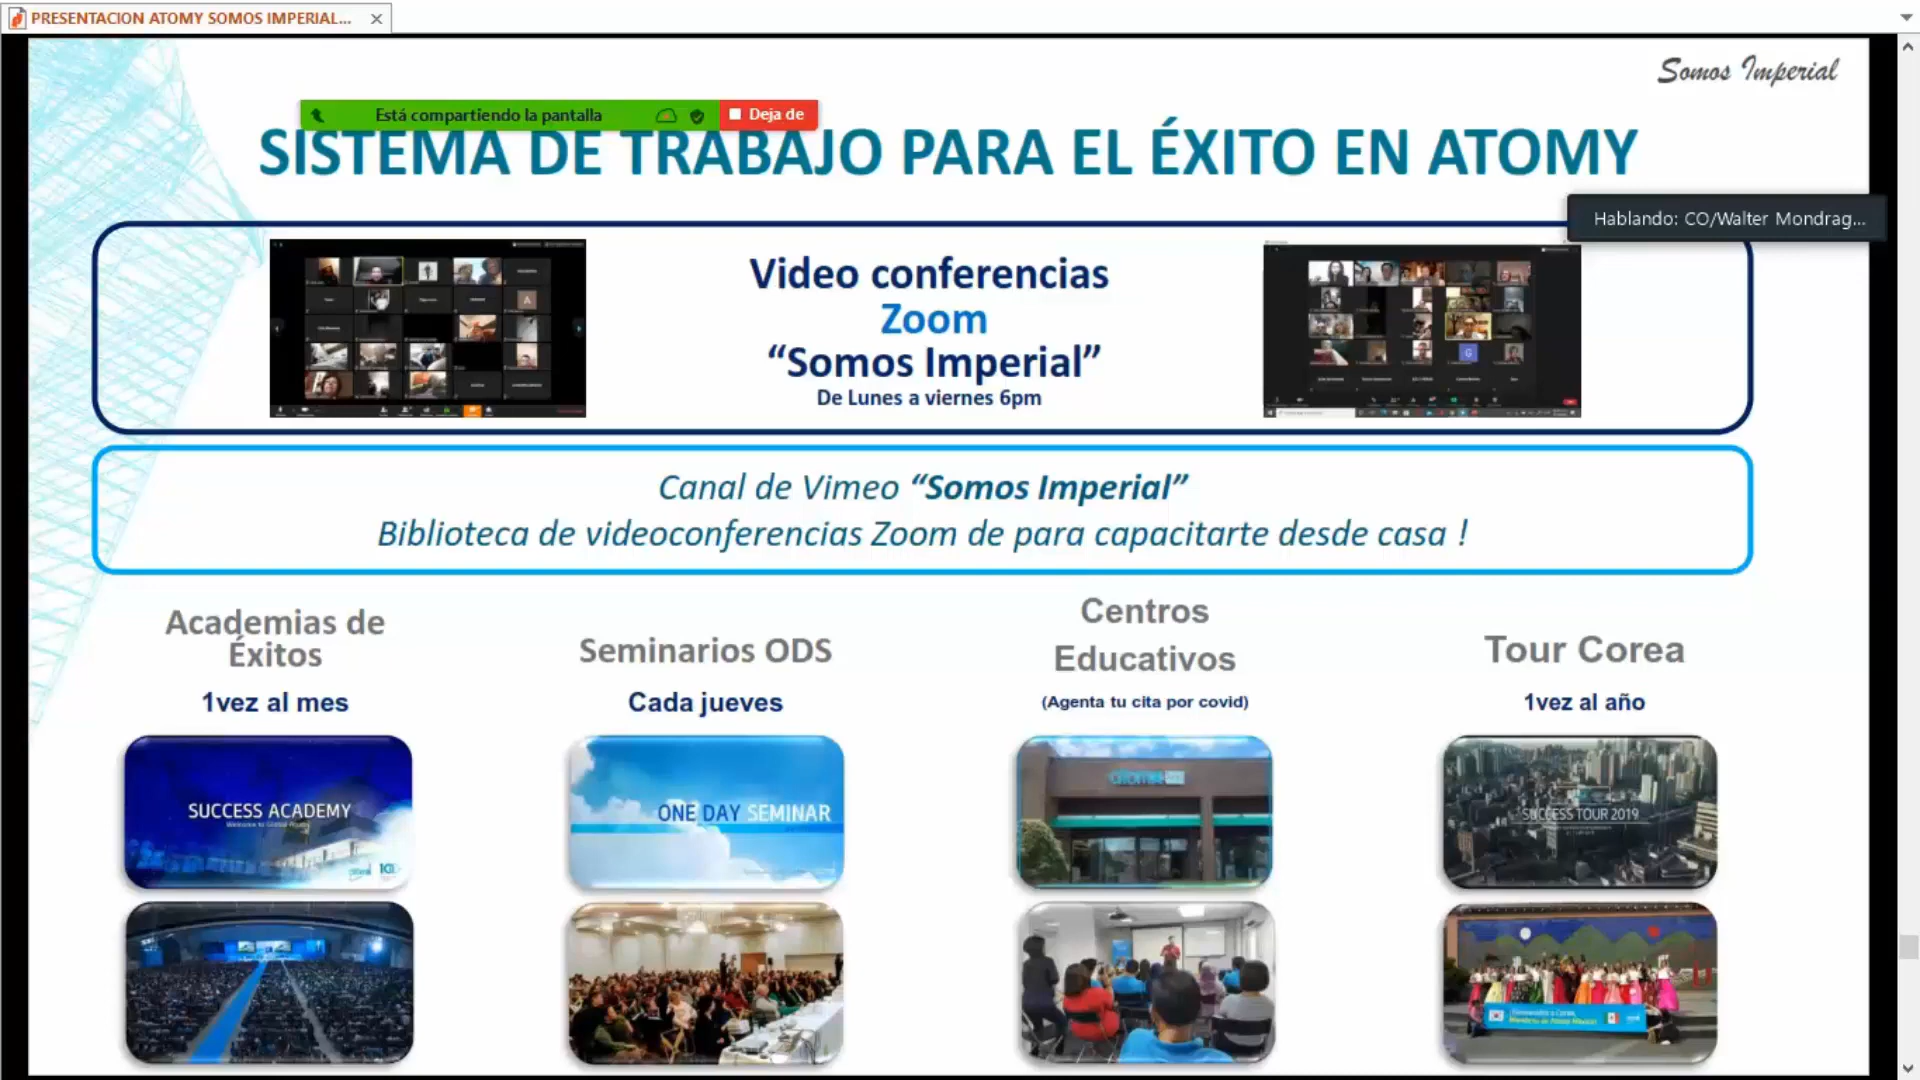 PRESENTACION ATOMY SOMOS IMPERIAL...
Somos Imperial
Está compartiendo la pantalla
Deja de
SISTEMA DE TRABAJO PARA EL ÉXITO EN ATOMY
Hablando: CO/Walter Mondrag...
Video conferencias
Zoom
“Somos Imperial”
De Lunes a viernes 6pm
A
G
Canal de Vimeo “Somos Imperial”
Biblioteca de videoconferencias Zoom de para capacitarte desde casa !
Academias de
Éxitos
1vez al mes
Seminarios ODS
Cada jueves
Centros
Educativos
(Agenta tu cita por covid)
Tour Corea
1vez al año
SUCCESS ACADEMY
Welcome to Global Atomy
ONE DAY SEMINAR
SUCCESS TOUR 2019